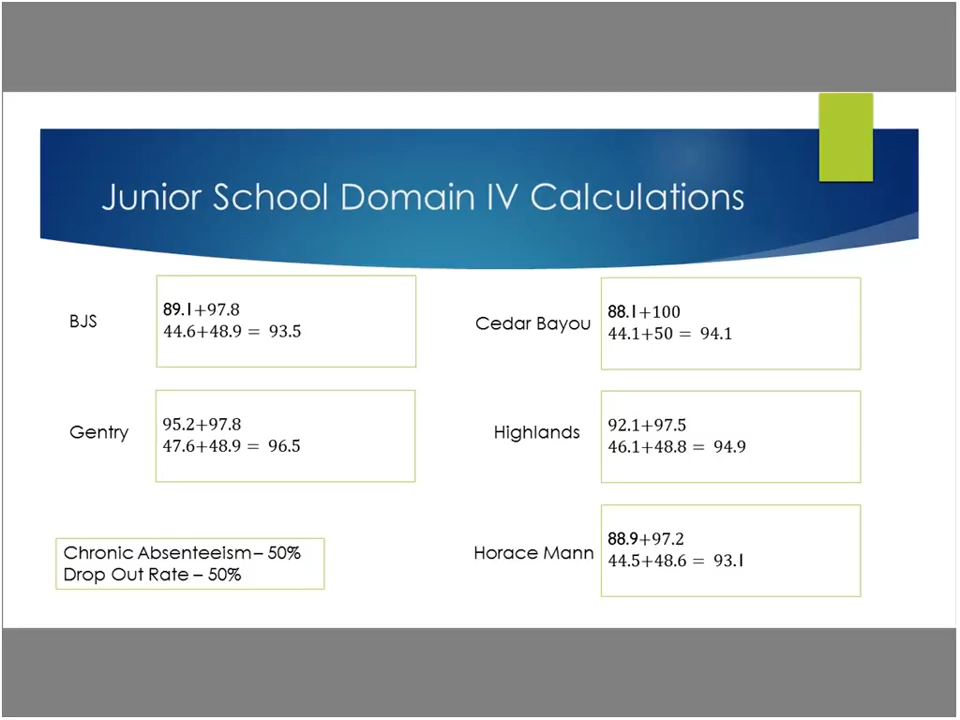 Junior School Domain IV Calculations
BJS
89.1+97.8
44.6+48.9 = 93.5
Cedar Bayou
88.1+100
44.1+50 = 94.1
Gentry
95.2+97.8
47.6+48.9 = 96.5
Highlands
92.1+97.5
46.1+48.8 = 94.9
Chronic Absenteeism – 50%
Drop Out Rate – 50%
Horace Mann
88.9+97.2
44.5+48.6 = 93.1